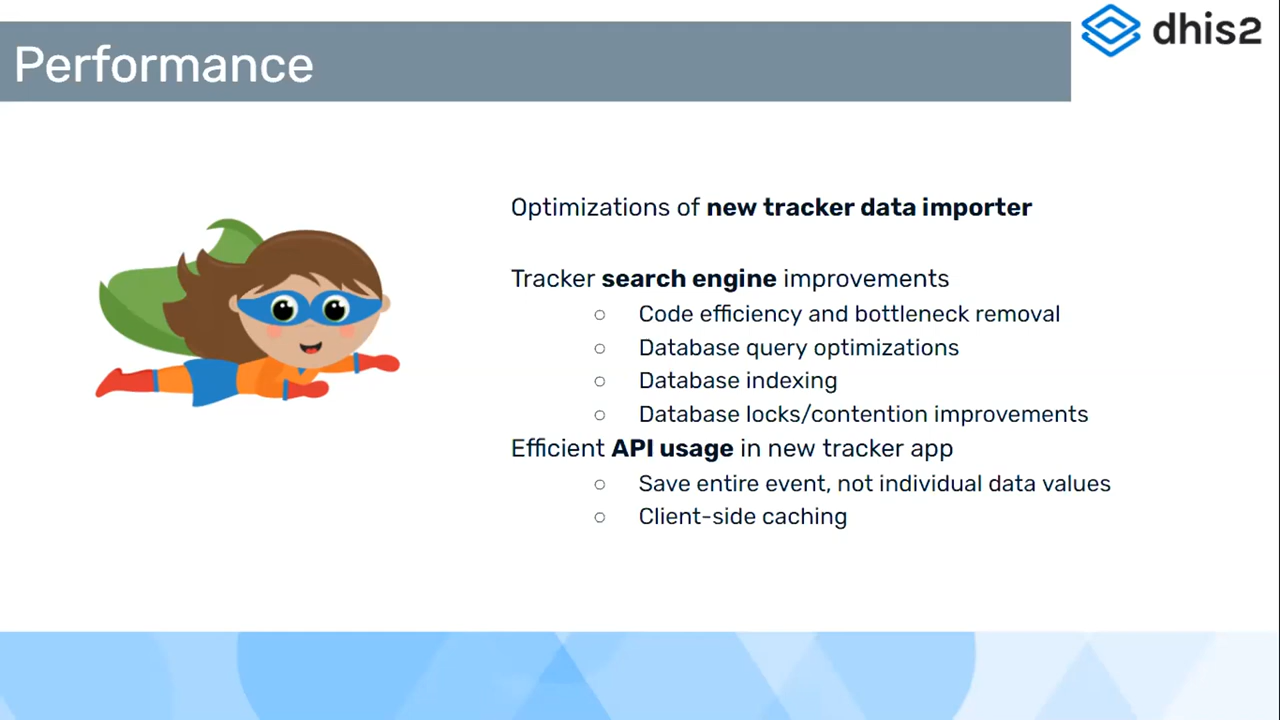 dhis2
Performance
Optimizations of new tracker data importer
Tracker search engine improvements
○ Code efficiency and bottleneck removal
○ Database query optimizations
○ Database indexing
○ Database locks/contention improvements
Efficient API usage in new tracker app
○ Save entire event, not individual data values
○ Client-side caching